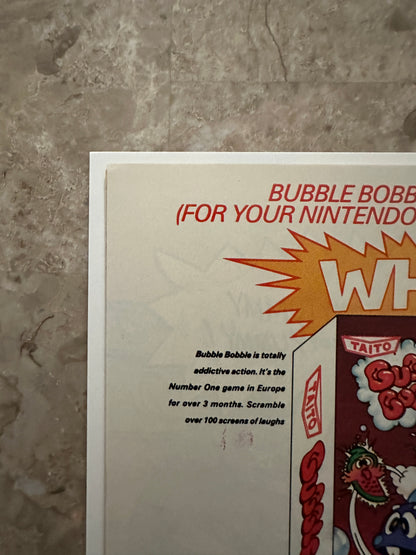 BUBBLE BOBB
(FOR YOUR NINTENDO
WH
Bubble Bobble is totally
addictive action. It's the
Number One game in Europe
for over 3 months. Scramble
over 100 screens of laughs
TAITO
TAITO